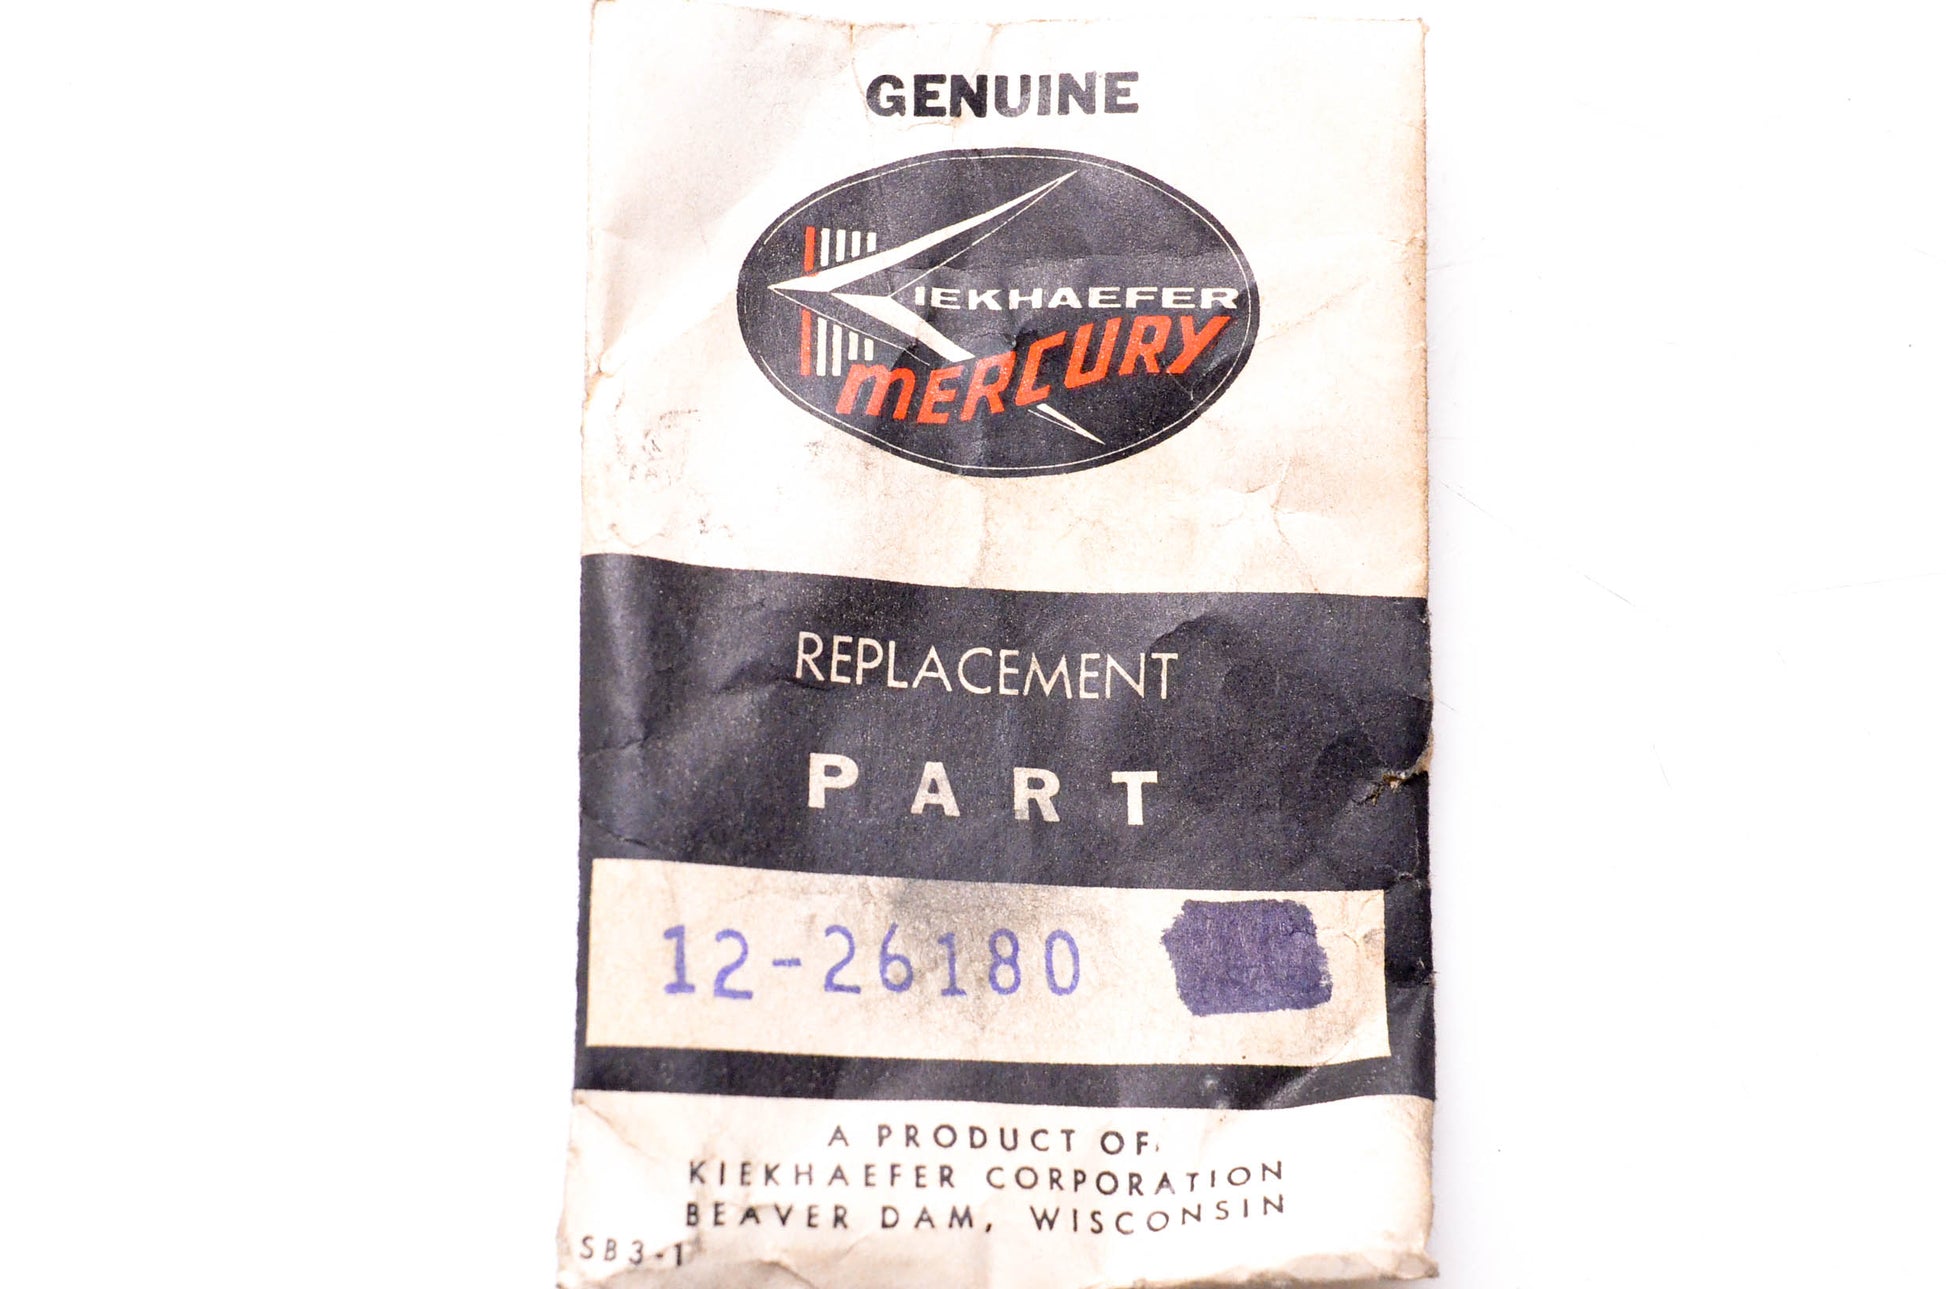 GENUINE
KIEKHAEFER
MERCURY
REPLACEMENT
PART
12-26180
A PRODUCT OF
KIEKHAEFER CORPORATION
BEAVER DAM, WISCONSIN
SB3-1